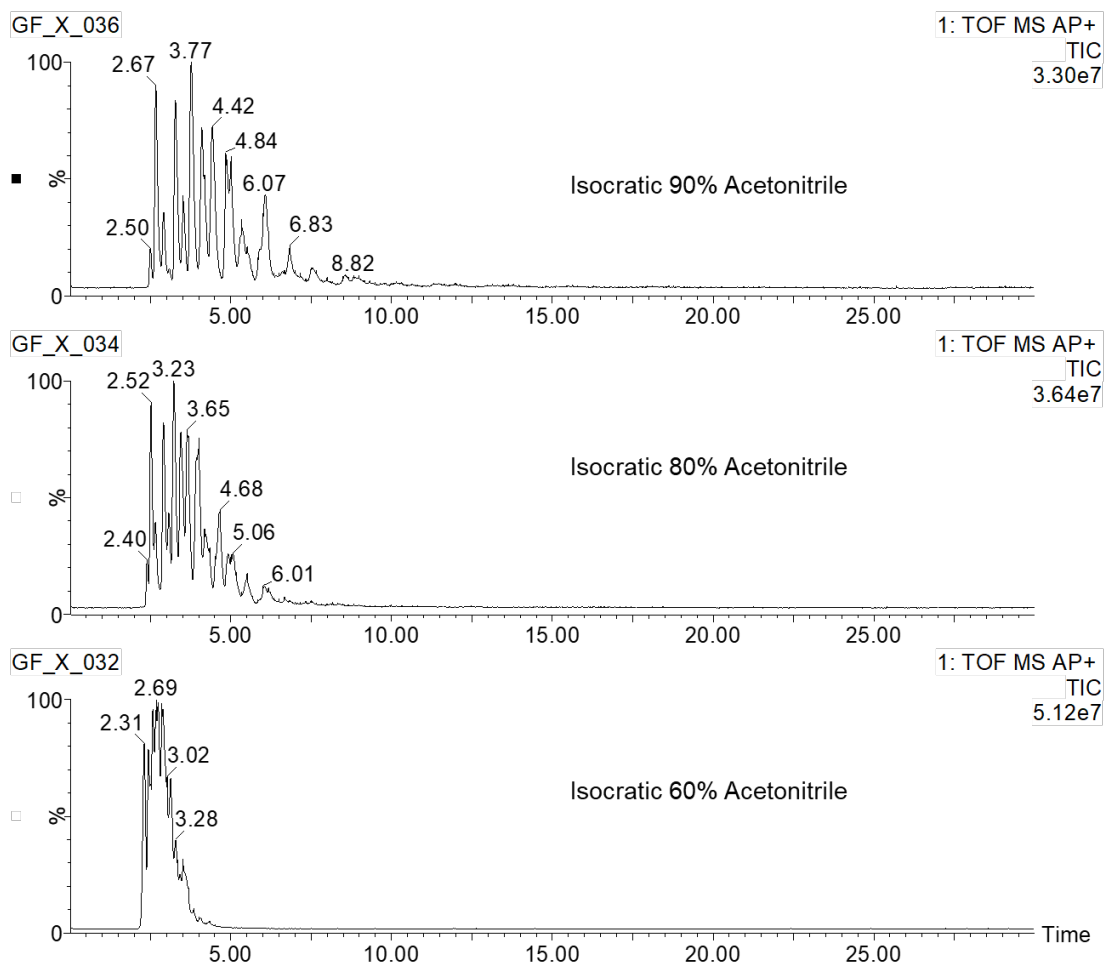 GF_X_036
1: TOF MS AP+
TIC
3.30e7
100
%
0
2.50
2.67
3.77
4.42
4.84
6.07
6.83
8.82
Isocratic 90% Acetonitrile
5.00 10.00 15.00 20.00 25.00
GF_X_034
1: TOF MS AP+
TIC
3.64e7
100
%
0
2.40
2.52
3.23
3.65
4.68
5.06
6.01
Isocratic 80% Acetonitrile
5.00 10.00 15.00 20.00 25.00
GF_X_032
1: TOF MS AP+
TIC
5.12e7
100
%
0
2.31
2.69
3.02
3.28
Isocratic 60% Acetonitrile
Time
5.00 10.00 15.00 20.00 25.00